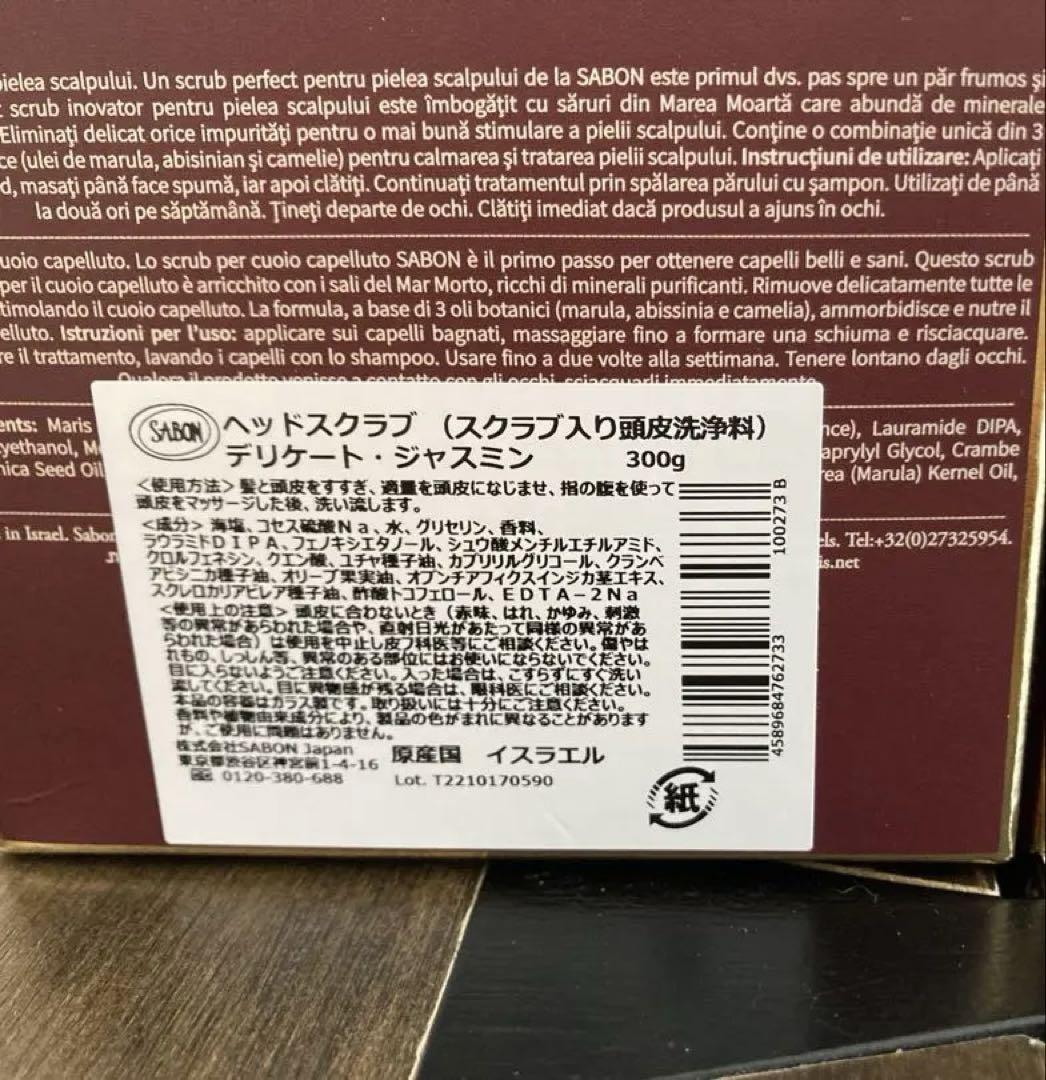 pielea scalpului. Un scrub perfect pentru pielea scalpului de la SABON este primul dvs. pas spre un păr frumos și
scrub inovator pentru pielea scalpului este îmbogățit cu săruri din Marea Moartă care abundă de minerale
Eliminați delicat orice impurități pentru o mai bună stimulare a pielii scalpului. Conține o combinație unică din 3
ce (ulei de marula, abisinian și camelie) pentru calmarea și tratarea pielii scalpului. Instrucțiuni de utilizare: Aplicați
d, masați până face spumă, iar apoi clătiți. Continuați tratamentul prin spălarea părului cu șampon. Utilizați de până
la două ori pe săptămână. Țineți departe de ochi. Clătiți imediat dacă produsul a ajuns în ochi.
uoio capelluto. Lo scrub per cuoio capelluto SABON è il primo passo per ottenere capelli belli e sani. Questo scrub
per il cuoio capelluto è arricchito con i sali del Mar Morto, ricchi di minerali purificanti. Rimuove delicatamente tutte le
timolando il cuoio capelluto. La formula, a base di 3 oli botanici (marula, abissinia e camelia), ammorbidisce e nutre il
elluto. Istruzioni per l'uso: applicare sui capelli bagnati, massaggiare fino a formare una schiuma e risciacquare.
re il trattamento, lavando i capelli con lo shampoo. Usare fino a due volte alla settimana. Tenere lontano dagli occhi.
Qualora il prodotto venisse a contatto con gli occhi, sciacquarli immediatamente.
ents: Maris
yethanol, M
nica Seed Oil
nce), Lauramide DIPA,
aprylyl Glycol, Crambe
rea (Marula) Kernel Oil,
in Israel. Sabon
els. Tel:+32(0)27325954.
is.net
SABON
ヘッドスクラブ （スクラブ入り頭皮洗浄料）
デリケート・ジャスミン 300g
＜使用方法＞髪と頭皮をすすぎ、適量を頭皮になじませ、指の腹を使って
頭皮をマッサージした後、洗い流します。
＜成分＞海塩、コセス硫酸Ｎａ、水、グリセリン、香料、
ラウラミドＤＩＰＡ、フェノキシエタノール、シュウ酸メンチルエチルアミド、
クロルフェネシン、クエン酸、ユチャ種子油、カプリリルグリコール、クランベ
アビシニカ種子油、オリーブ果実油、オプンチアフィクスインジカ茎エキス、
スクレロカリアビレア種子油、酢酸トコフェロール、ＥＤＴＡ－２Ｎａ
＜使用上の注意＞頭皮に合わないとき（赤味、はれ、かゆみ、刺激
等の異常があらわれた場合や、直射日光があたって同様の異常があ
らわれた場合）は使用を中止し皮フ科医等にご相談ください。傷やは
れもの、しっしん等、異常のある部位にはお使いにならないでください。
目に入らないようご注意ください。入った場合は、こすらずにすぐ洗い
流してください。目に異物感が残る場合は、眼科医にご相談ください。
本品の容器はガラス製です。取り扱いには十分にご注意ください。
香料や植物由来成分により、製品の色がまれに異なることがあります
が、ご使用に問題はありません。
株式会社SABON Japan
東京都渋谷区神宮前1-4-16
0120-380-688
原産国 イスラエル
Lot. T2210170590
100273 B
4589684762733
紙